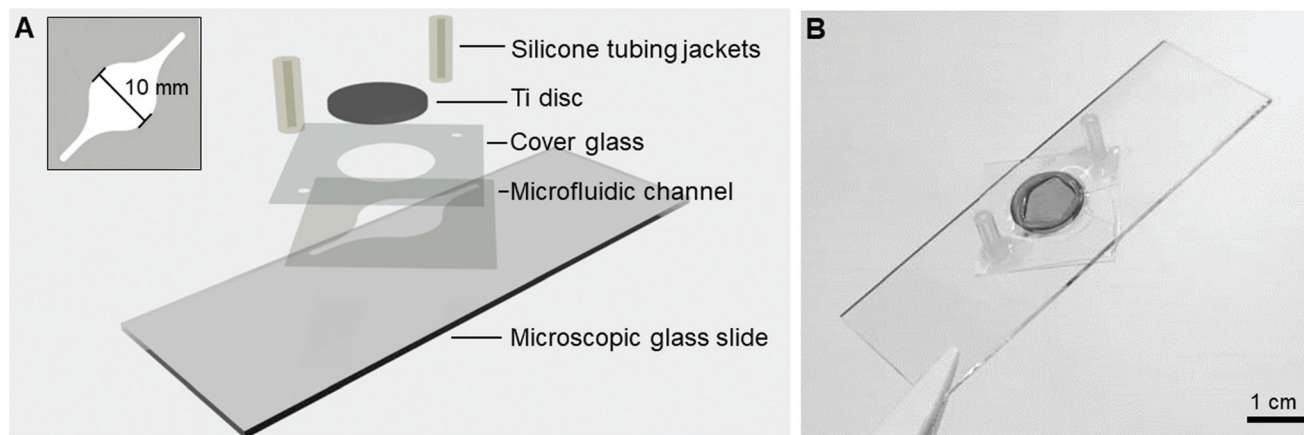 A
10 mm
Silicone tubing jackets
Ti disc
Cover glass
Microfluidic channel
Microscopic glass slide
B
1 cm